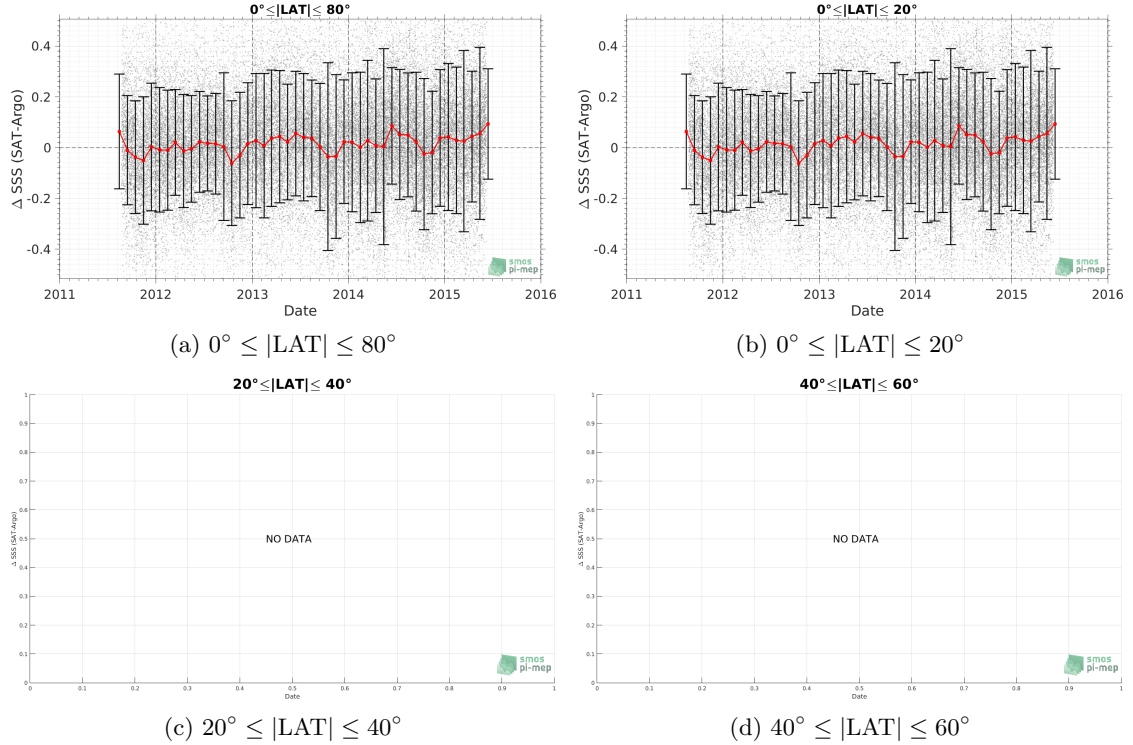 0°≤|LAT|≤ 80°
Δ SSS (SAT-Argo)
0.4
0.2
0
-0.2
-0.4
2011 2012 2013 2014 2015 2016
Date
smos
pi-mep
(a) 0° ≤ |LAT| ≤ 80°
0°≤|LAT|≤ 20°
Δ SSS (SAT-Argo)
0.4
0.2
0
-0.2
-0.4
2011 2012 2013 2014 2015 2016
Date
smos
pi-mep
(b) 0° ≤ |LAT| ≤ 20°
20°≤|LAT|≤ 40°
Δ SSS (SAT-Argo)
1
0.9
0.8
0.7
0.6
0.5
0.4
0.3
0.2
0.1
0
NO DATA
0 0.1 0.2 0.3 0.4 0.5 0.6 0.7 0.8 0.9 1
Date
smos
pi-mep
(c) 20° ≤ |LAT| ≤ 40°
40°≤|LAT|≤ 60°
Δ SSS (SAT-Argo)
1
0.9
0.8
0.7
0.6
0.5
0.4
0.3
0.2
0.1
0
NO DATA
0 0.1 0.2 0.3 0.4 0.5 0.6 0.7 0.8 0.9 1
Date
smos
pi-mep
(d) 40° ≤ |LAT| ≤ 60°